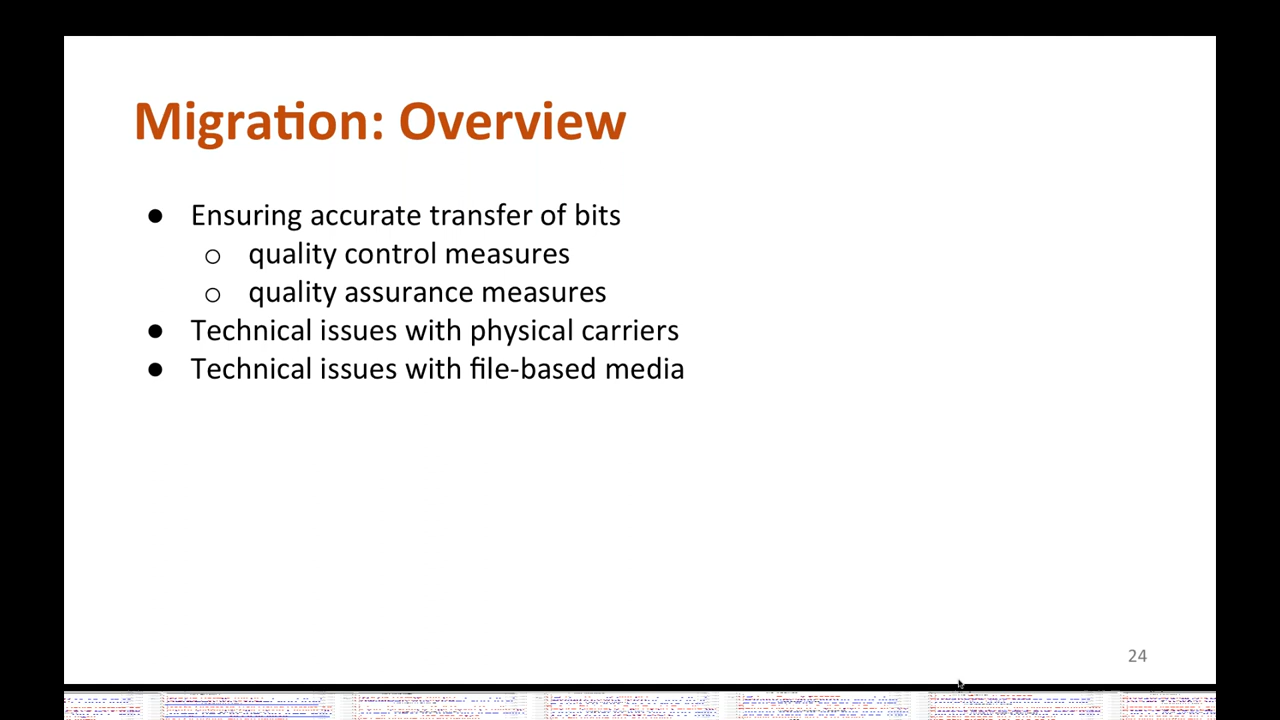 Migration: Overview
● Ensuring accurate transfer of bits
○ quality control measures
○ quality assurance measures
● Technical issues with physical carriers
● Technical issues with file-based media
24